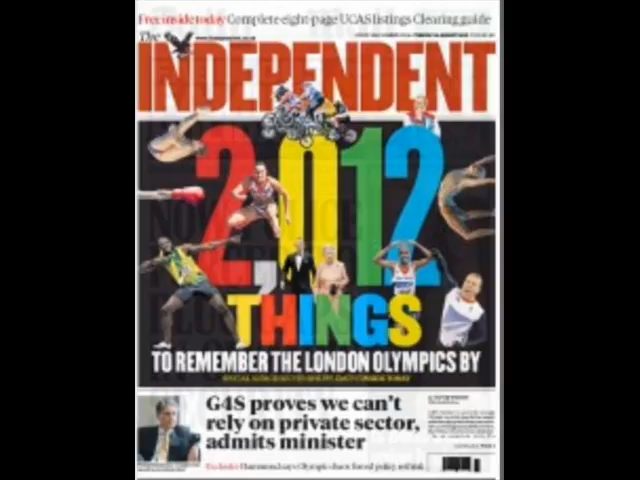 Free inside today Complete eight-page UCAS listings Clearing guide
The
INDEPENDENT
2,012
THINGS
TO REMEMBER THE LONDON OLYMPICS BY
G4S proves we can't
rely on private sector,
admits minister